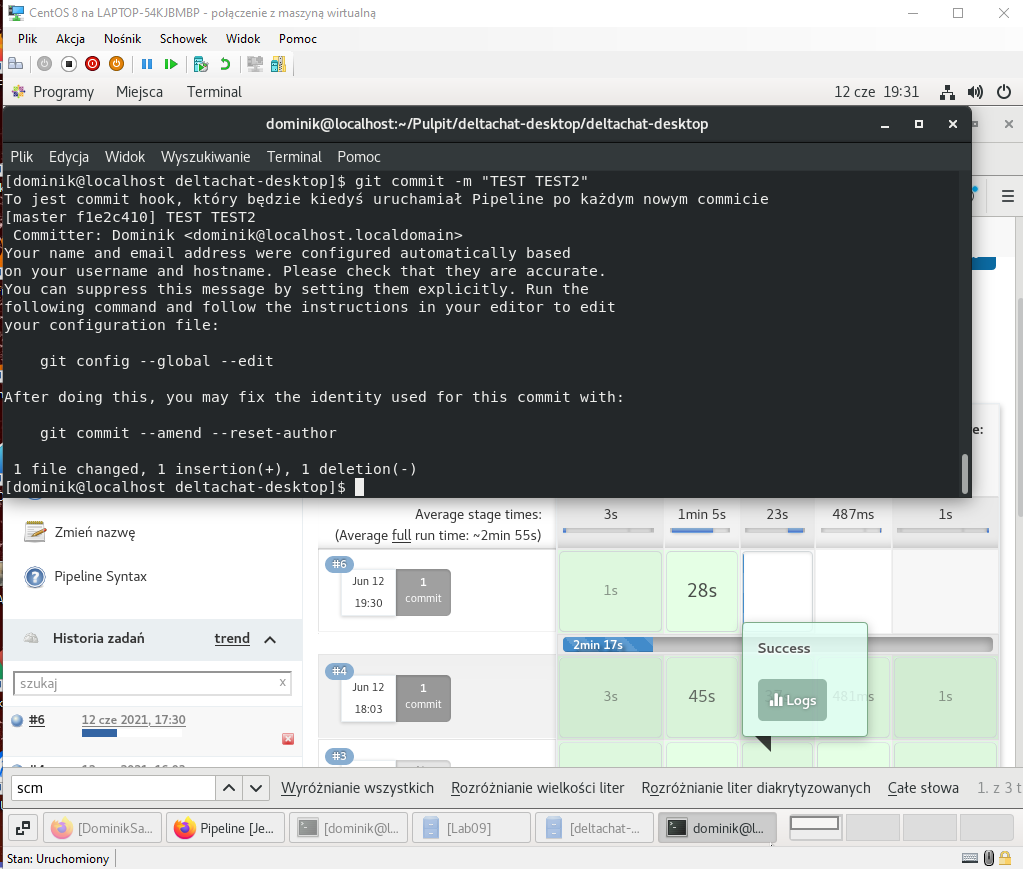 CentOS 8 na LAPTOP-54KJBMBP - połączenie z maszyną wirtualną
Plik Akcja Nośnik Schowek Widok Pomoc
Programy Miejsca Terminal 12 cze 19:31
dominik@localhost:~/Pulpit/deltachat-desktop/deltachat-desktop
Plik Edycja Widok Wyszukiwanie Terminal Pomoc
[dominik@localhost deltachat-desktop]$ git commit -m "TEST TEST2"
To jest commit hook, który będzie kiedyś uruchamiał Pipeline po każdym nowym commicie
[master f1e2c410] TEST TEST2
Committer: Dominik <dominik@localhost.localdomain>
Your name and email address were configured automatically based
on your username and hostname. Please check that they are accurate.
You can suppress this message by setting them explicitly. Run the
following command and follow the instructions in your editor to edit
your configuration file:
git config --global --edit
After doing this, you may fix the identity used for this commit with:
git commit --amend --reset-author
1 file changed, 1 insertion(+), 1 deletion(-)
[dominik@localhost deltachat-desktop]$
e:
Average stage times: 3s 1min 5s 23s 487ms 1s
(Average full run time: ~2min 55s)
Zmień nazwę
Pipeline Syntax
Historia zadań trend
szukaj x
#6 12 cze 2021, 17:30
#6
Jun 12 1
19:30 commit
1s 28s
2min 17s
Success
Logs
#4
Jun 12 1
18:03 commit
3s 45s 481ms 1s
#3
scm Wyróżnianie wszystkich Rozróżnianie wielkości liter Rozróżnianie liter diakrytyzowanych Całe słowa 1. z 3 t
[DominikSa... Pipeline [Je... [dominik@l... [Lab09] [deltachat-... dominik@l...
Stan: Uruchomiony